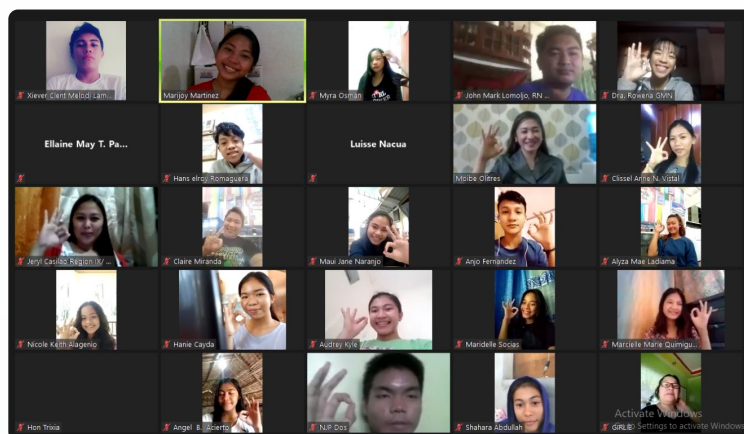 Xiever Clent Melodi Lam...
Marijoy Martinez
Myra Osman
John Mark Lomoljo, RN ...
Dra. Rowena GMN
Ellaine May T. Pa...
Hans elroy Romaguera
Luisse Nacua
Moibe Olitres
Clissel Anne N. Vistal
Jeryl Casilao Region IX/ ...
Claire Miranda
Maui Jane Naranjo
Anjo Fernandez
Alyza Mae Ladiama
Nicole Keith Alagenio
Hanie Cayda
Audrey Kyle
Maridelle Socias
Marcielle Marie Quimigu...
Hon Trixia
Angel B. Acierto
NJP Dos
Shahara Abdullah
GIRLIE
Activate Windows
Go to Settings to activate Windows